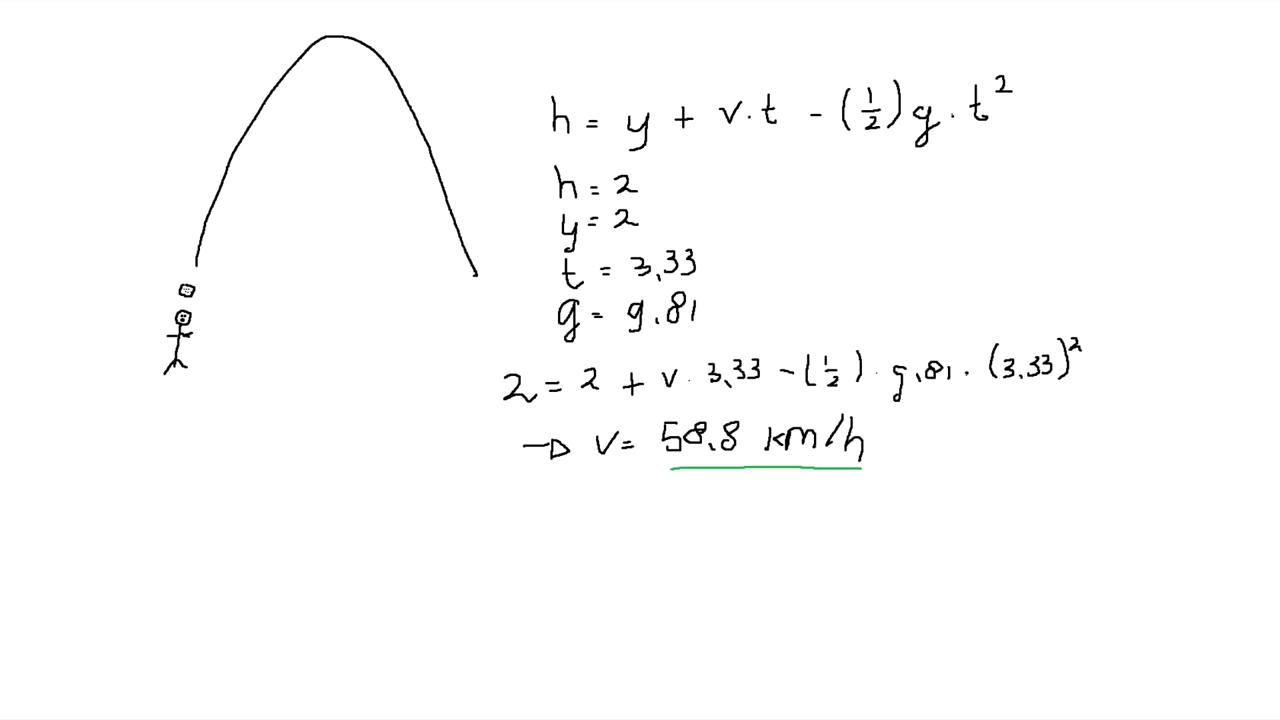 h = y + v.t - (1/2) g.t²
h = 2
y = 2
t = 3,33
g = 9.81
2 = 2 + v. 3,33 - (1/2). 9.81. (3.33)²
→ v = 58.8 km/h